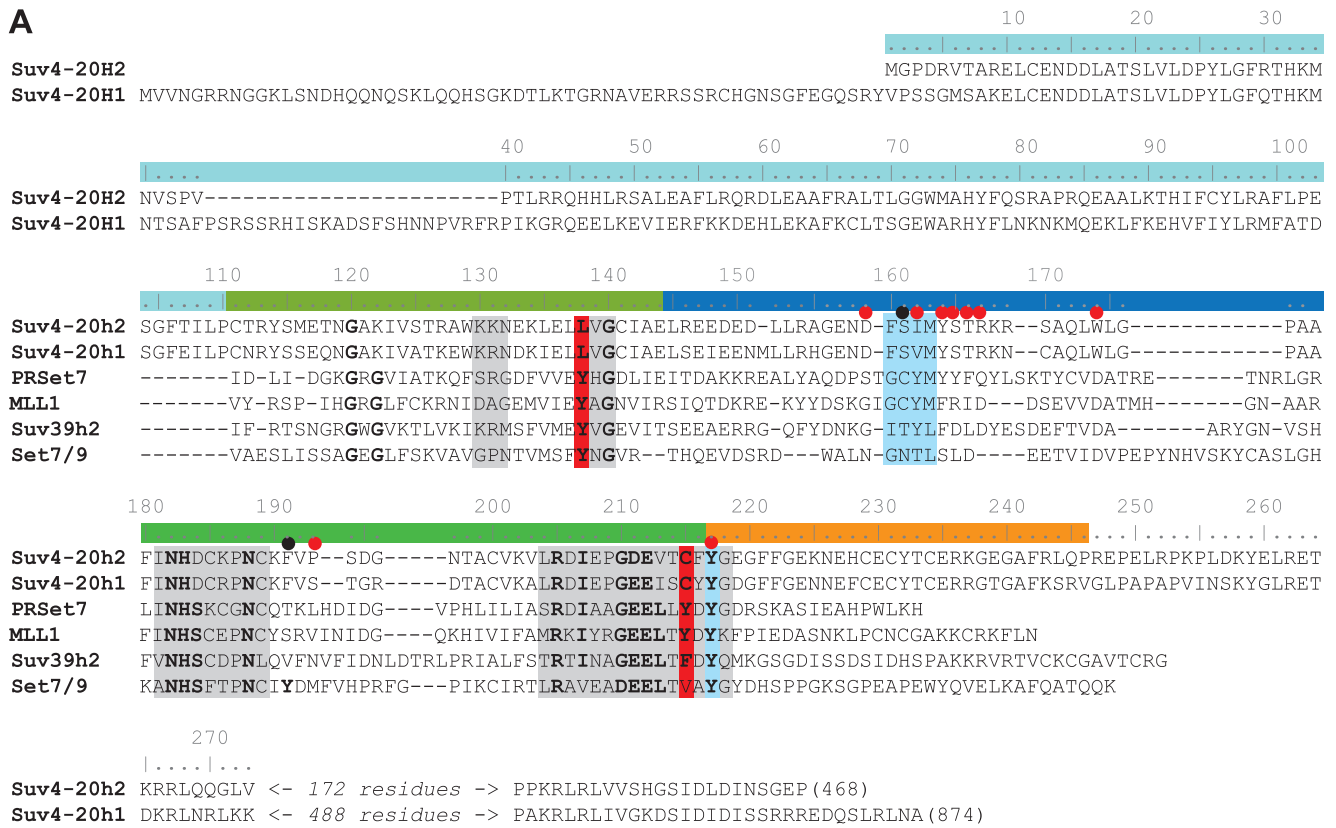 A
10 20 30
Suv4-20H2 MGPDRVTARELCENDDLATSLVLDPYLGFRTHKM
Suv4-20H1 MVVNGRRNGGKLSNDHQQNQSKLQQHSGKDTLKTGRNAVERRSSRCHGNSGFEGQSRYVPSSGMSAKELCENDDLATSLVLDPYLGFQTHKM
40 50 60 70 80 90 100
Suv4-20H2 NVSPV-----------------------PTLRRQHHLRSALEAFLRQRDLEAAFRALTLGGWMAHYFQSRAPRQEAALKTHIFCYLRAFLPE
Suv4-20H1 NTSAFPSRSSRHISKADSFSHNNPVRFRPIKGRQEELKEVIERFKKDEHLEKAFKCLTSGEWARHYFLNKNKMQEKLFKEHVFIYLRMFATD
110 120 130 140 150 160 170
Suv4-20h2 SGFTILPCTRYSMETNGAKIVSTRAWKKNEKLELLVGCIAELREEDED-LLRAGENDFSIMYSTRKR--SAQLWLG------------PAA
Suv4-20h1 SGFEILPCNRYSSEQNGAKIVATKEWKRNDKIELLVGCIAELSEIEENMLLRHGEND-FSVMYSTRKN--CAQLWLG------------PAA
PRSet7 -------ID-LI-DGKGRGVIATKQFSRGDFVVEYHGDLIEITDAKKREALYAQDPSTGCYMYYFQYLSKTYCVDATRE-------TNRLGR
MLL1 -------VY-RSP-IHGRGLFCKRNIDAGEMVIEYAGNVIRSIQTDKRE-KYYDSKGIGCYMFRID---DSEVVDATMH-------GN-AAR
Suv39h2 -------IF-RTSNGRGWGVKTLVKIKRMSFVMEYVGEVITSEEAERRG-QFYDNKG-ITYLFDLDYESDEFTVDA------ARYGN-VSH
Set7/9 -------VAESLISSAGEGLFSKVAVGPNTVMSFYNGVR--THQEVDSRD--WALNGNTLSLD----EETVIDVPEPYNHVSKYCASLGH
180 190 200 210 220 230 240 250 260
Suv4-20h2 FINHDCKPNCKFVP--SDG----NTACVKVLRDIEPGDEVTCFYGEGFFGEKNEHCECYTCERKGEGAFRLQPREPELRPKPLDKYELRET
Suv4-20h1 FINHDCRPNCKFVS--TGR----DTACVKALRDIEPGEEISCYYGDGFFGENNEFCECYTCERRGTGAFKSRVGLPAPAPVINSKYGLRET
PRSet7 LINHSKCGNCQTKLHDIDG----VPHLILIASRDIAAGEELLYDYGDRSKASIEAHPWLKH
MLL1 FINHSCEPNCYSRVINIDG----QKHIVIFAMRKIYRGEELTYDYKFPIEDASNKLPCNCGAKKCRKFLN
Suv39h2 FVNHSCDPNLQVFNVFIDNLDTRLPRIALFSTRTINAGEELTFDYQMKGSGDISSDSIDHSPAKKRVRTVCKCGAVTCRG
Set7/9 KANHSFTPNCIYDMFVHPRFG---PIKCIRTLRAVEADEELTVAYGYDHSPPGKSGPEAPEWYQVELKAFQATQQK
270
Suv4-20h2 KRRLQQGLV <- 172 residues -> PPKRLRLVVSHGSIDLDINSGEP(468)
Suv4-20h1 DKRLNRLKK <- 488 residues -> PAKRLRLIVGKDSIDIDISSRRREDQSLRLNA(874)